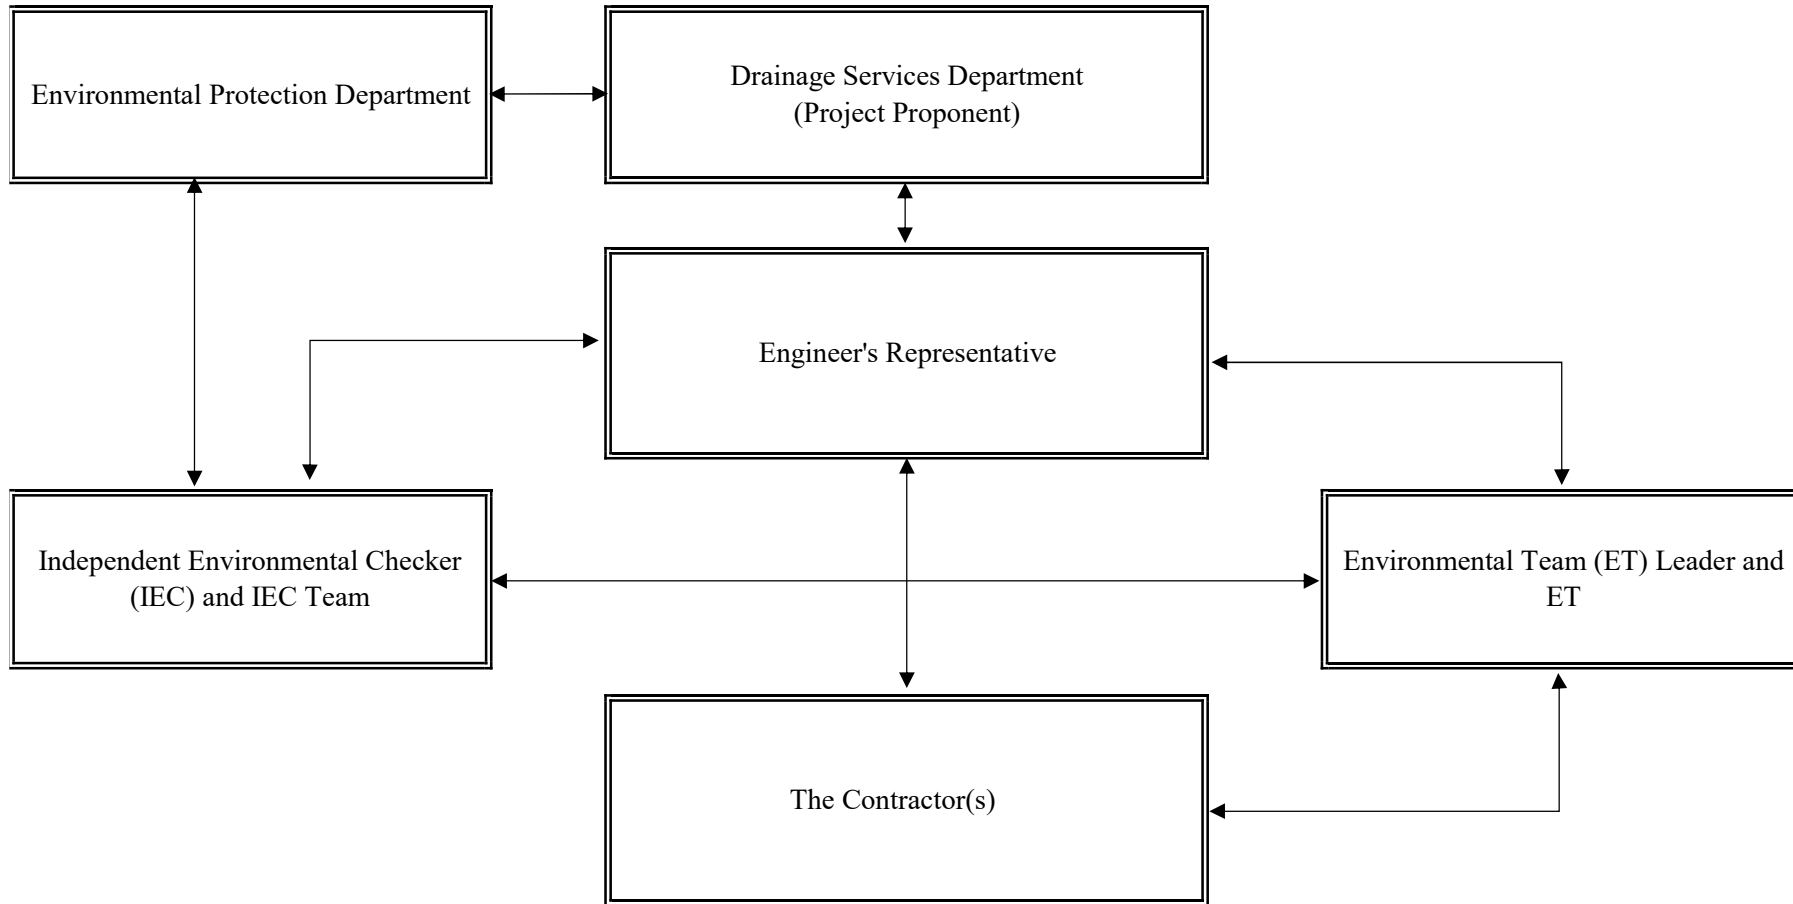 Environmental Protection Department
Drainage Services Department
(Project Proponent)
Engineer's Representative
Independent Environmental Checker
(IEC) and IEC Team
Environmental Team (ET) Leader and
ET
The Contractor(s)